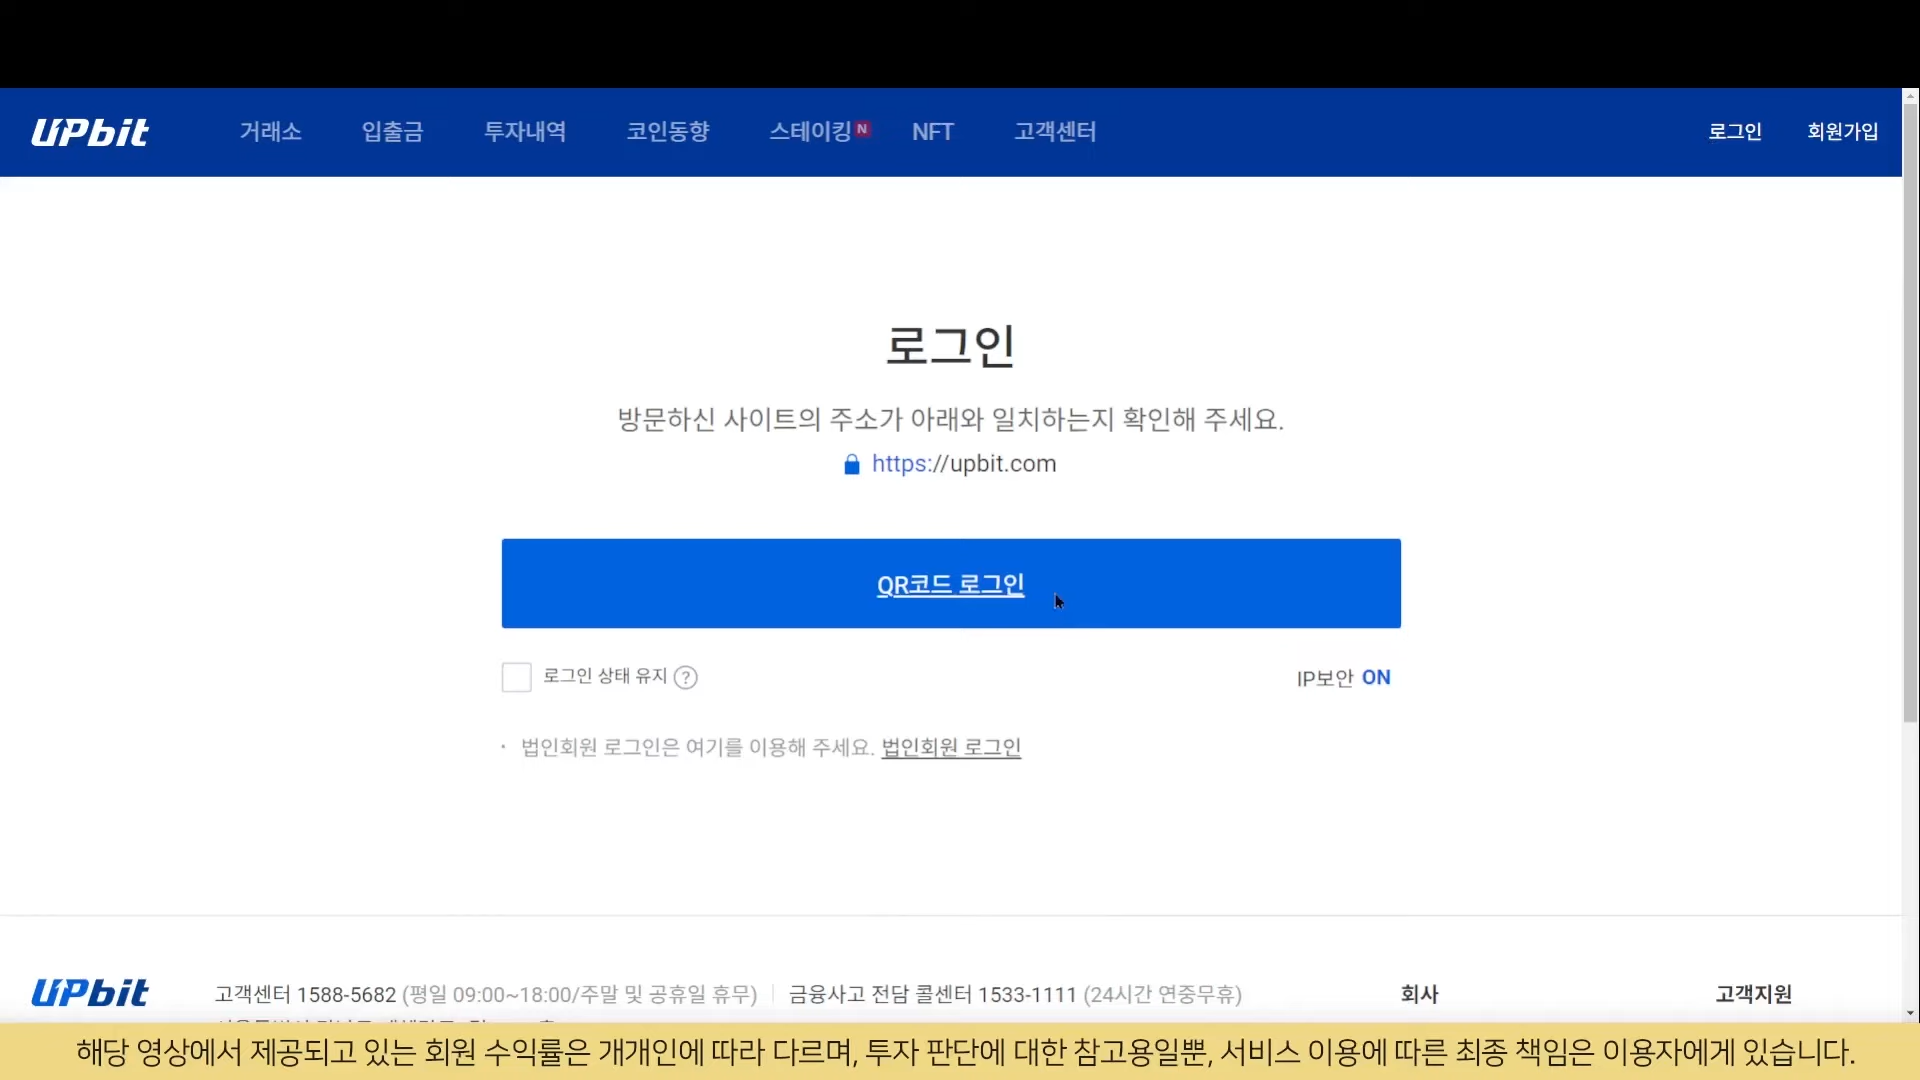 UPbit 거래소 입출금 투자내역 코인동향 스테이킹 N NFT 고객센터 로그인 회원가입
로그인
방문하신 사이트의 주소가 아래와 일치하는지 확인해 주세요.
https://upbit.com
QR코드 로그인
로그인 상태 유지 ? IP보안 ON
· 법인회원 로그인은 여기를 이용해 주세요. 법인회원 로그인
UPbit 고객센터 1588-5682 (평일 09:00~18:00/주말 및 공휴일 휴무) 금융사고 전담 콜센터 1533-1111 (24시간 연중무휴) 회사 고객지원
해당 영상에서 제공되고 있는 회원 수익률은 개개인에 따라 다르며, 투자 판단에 대한 참고용일뿐, 서비스 이용에 따른 최종 책임은 이용자에게 있습니다.